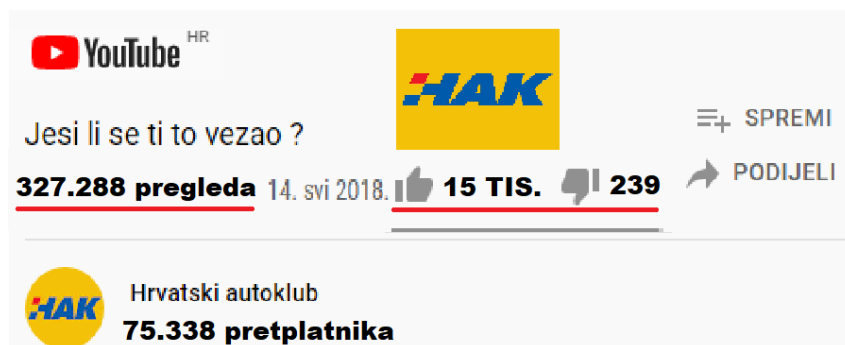 YouTube HR
HAK
Jesi li se ti to vezao ?
SPREMI
327.288 pregleda 14. svi 2018. 15 TIS. 239
PODIJELI
HAK
Hrvatski autoklub
75.338 pretplatnika